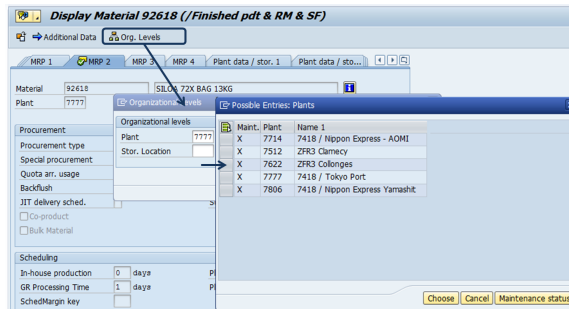 Display Material 92618 (/Finished pdt & RM & SF)
Additional Data Org. Levels
MRP 1 MRP 2 MRP 3 MRP 4 Plant data / stor. 1 Plant data / sto...
Material 92618 SILOA 72X BAG 13KG
Plant 7777
Organizational levels
Organizational levels
Plant 7777
Stor. Location
Possible Entries: Plants
Maint. Plant Name 1
X 7714 7418 / Nippon Express - AOMI
X 7512 ZFR3 Clamecy
X 7622 ZFR3 Collonges
X 7777 7418 / Tokyo Port
X 7806 7418 / Nippon Express Yamashit
Procurement
Procurement type
Special procurement
Quota arr. usage
Backflush
JIT delivery sched.
Co-product
Bulk Material
Scheduling
In-house production 0 days Pl
GR Processing Time 1 days Pl
SchedMargin key
Choose Cancel Maintenance status